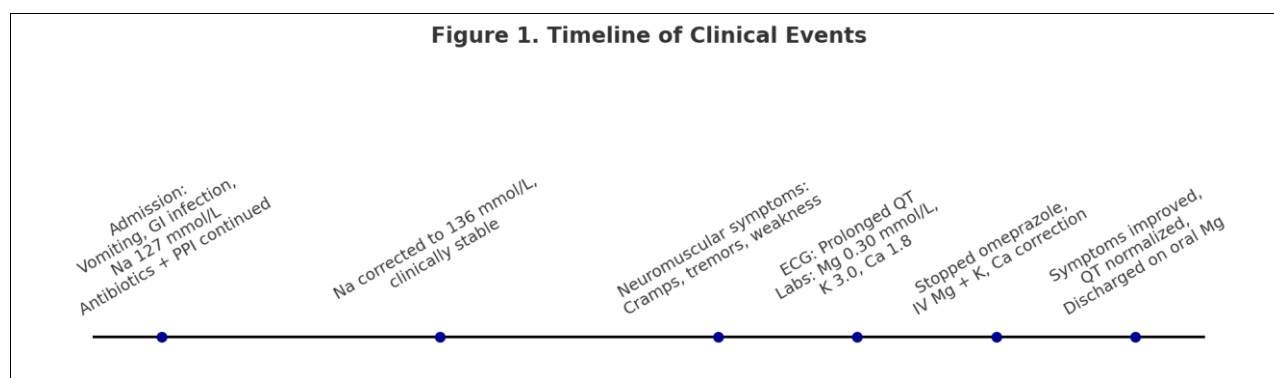 Figure 1. Timeline of Clinical Events
Admission:
Vomiting, GI infection,
Na 127 mmol/L
Antibiotics + PPI continued
Na corrected to 136 mmol/L,
clinically stable
Neuromuscular symptoms:
Cramps, tremors, weakness
ECG: Prolonged QT
Labs: Mg 0.30 mmol/L,
K 3.0, Ca 1.8
Stopped omeprazole,
IV Mg + K, Ca correction
Symptoms improved,
QT normalized,
Discharged on oral Mg